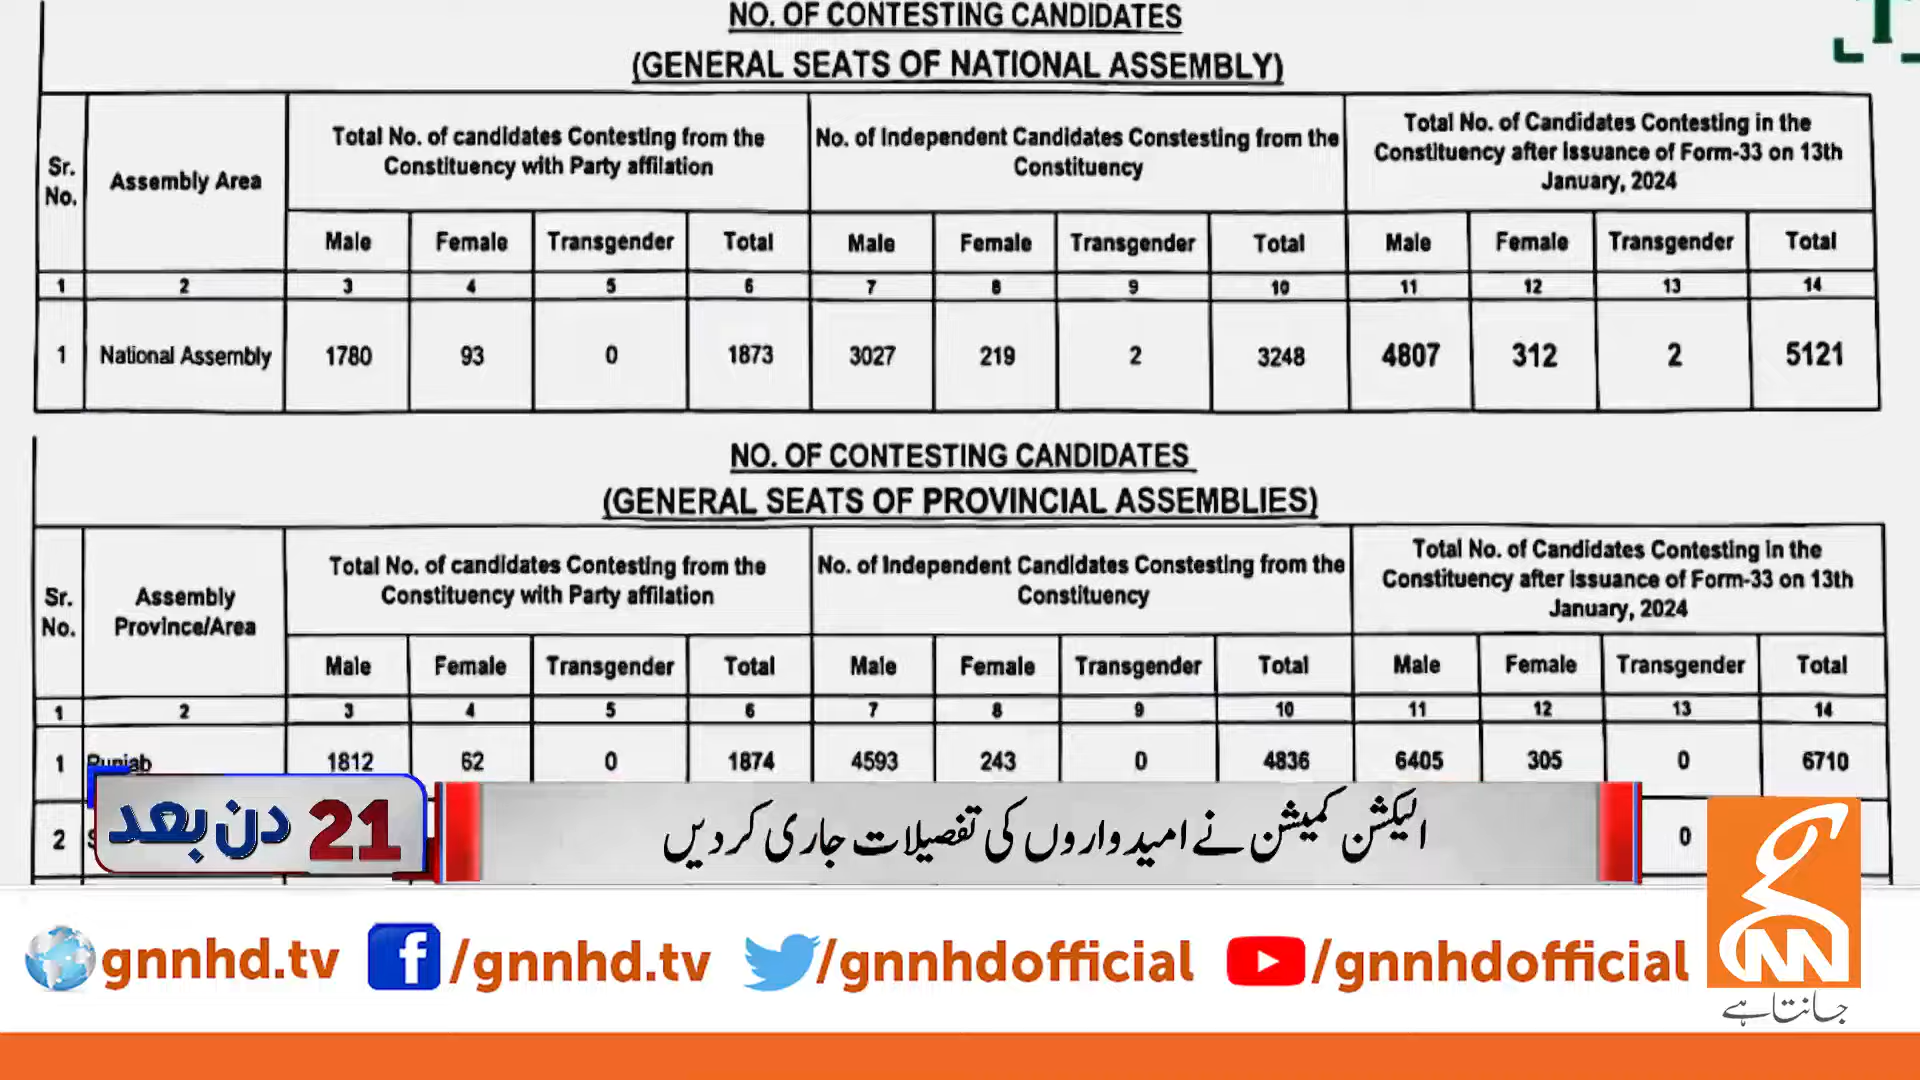 NO. OF CONTESTING CANDIDATES
(GENERAL SEATS OF NATIONAL ASSEMBLY)
Sr. No. Assembly Area Total No. of candidates Contesting from the Constituency with Party affilation No. of Independent Candidates Constesting from the Constituency Total No. of Candidates Contesting in the Constituency after issuance of Form-33 on 13th January, 2024
Male Female Transgender Total Male Female Transgender Total Male Female Transgender Total
1 2 3 4 5 6 7 8 9 10 11 12 13 14
1 National Assembly 1780 93 0 1873 3027 219 2 3248 4807 312 2 5121
NO. OF CONTESTING CANDIDATES
(GENERAL SEATS OF PROVINCIAL ASSEMBLIES)
Sr. No. Assembly Province/Area Total No. of candidates Contesting from the Constituency with Party affilation No. of Independent Candidates Constesting from the Constituency Total No. of Candidates Contesting in the Constituency after issuance of Form-33 on 13th January, 2024
Male Female Transgender Total Male Female Transgender Total Male Female Transgender Total
1 2 3 4 5 6 7 8 9 10 11 12 13 14
1 Punjab 1812 62 0 1874 4593 243 0 4836 6405 305 0 6710
2 0
21 دن بعد
الیکشن کمیشن نے امیدواروں کی تفصیلات جاری کردیں
gnnhd.tv /gnnhd.tv /gnnhdofficial /gnnhdofficial
GNN
جانتا ہے